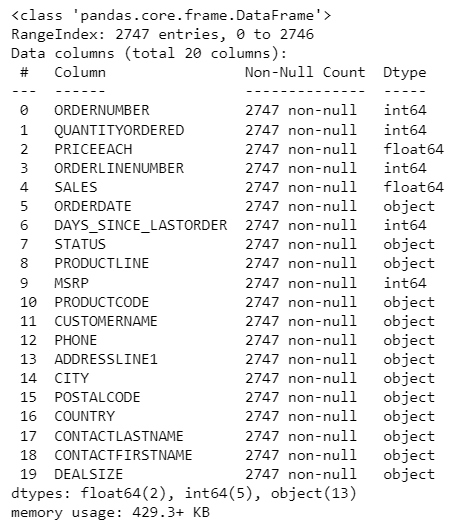 <class 'pandas.core.frame.DataFrame'>
RangeIndex: 2747 entries, 0 to 2746
Data columns (total 20 columns):
 #   Column              Non-Null Count  Dtype
---  ------              --------------  -----
 0   ORDERNUMBER         2747 non-null   int64
 1   QUANTITYORDERED     2747 non-null   int64
 2   PRICEEACH           2747 non-null   float64
 3   ORDERLINENUMBER     2747 non-null   int64
 4   SALES               2747 non-null   float64
 5   ORDERDATE           2747 non-null   object
 6   DAYS_SINCE_LASTORDER  2747 non-null   int64
 7   STATUS              2747 non-null   object
 8   PRODUCTLINE         2747 non-null   object
 9   MSRP                2747 non-null   int64
 10  PRODUCTCODE         2747 non-null   object
 11  CUSTOMERNAME        2747 non-null   object
 12  PHONE               2747 non-null   object
 13  ADDRESSLINE1        2747 non-null   object
 14  CITY                2747 non-null   object
 15  POSTALCODE          2747 non-null   object
 16  COUNTRY             2747 non-null   object
 17  CONTACTLASTNAME     2747 non-null   object
 18  CONTACTFIRSTNAME    2747 non-null   object
 19  DEALSIZE            2747 non-null   object
dtypes: float64(2), int64(5), object(13)
memory usage: 429.3+ KB